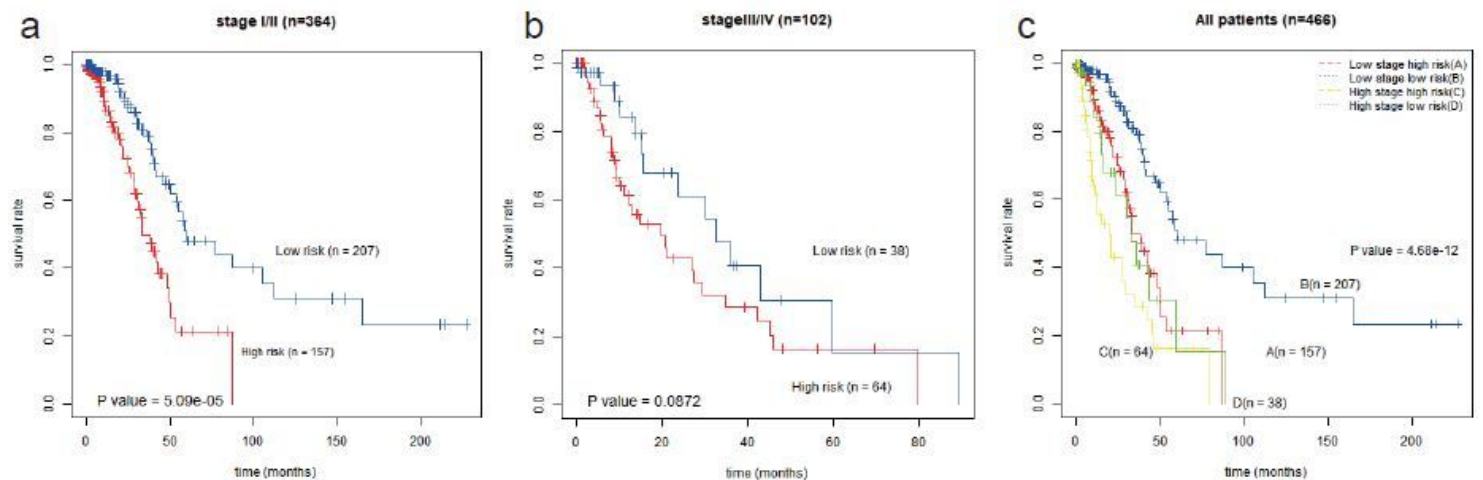 a
stage I/II (n=364)
survival rate
1.0
0.8
0.6
0.4
0.2
0.0
Low risk (n = 207)
High risk (n = 157)
P value = 5.09e-05
0
50
100
150
200
time (months)
b
stageIII/IV (n=102)
survival rate
1.0
0.8
0.6
0.4
0.2
0.0
Low risk (n = 38)
High risk (n = 64)
P value = 0.0872
0
20
40
60
80
time (months)
c
All patients (n=466)
survival rate
1.0
0.8
0.6
0.4
0.2
0.0
Low stage high risk(A)
Low stage low risk(B)
High stage high risk(C)
High stage low risk(D)
P value = 4.68e-12
B(n = 207)
C(n = 64)
A(n = 157)
D(n = 38)
0
50
100
150
200
time (months)